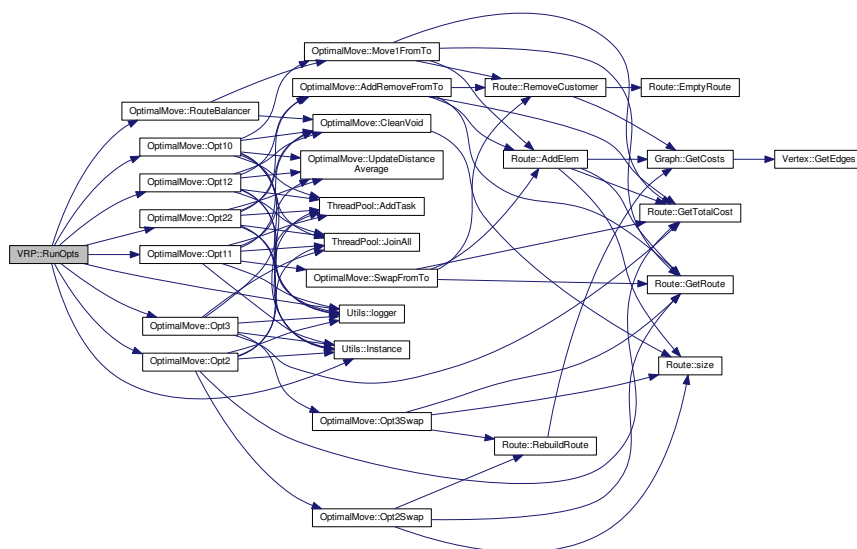 VRP::RunOpts
OptimalMove::RouteBalancer
OptimalMove::Opt10
OptimalMove::Opt12
OptimalMove::Opt22
OptimalMove::Opt11
OptimalMove::Opt3
OptimalMove::Opt2
OptimalMove::Move1FromTo
OptimalMove::AddRemoveFromTo
OptimalMove::CleanVoid
OptimalMove::UpdateDistance
Average
ThreadPool::AddTask
ThreadPool::JoinAll
OptimalMove::SwapFromTo
Utils::logger
Utils::Instance
OptimalMove::Opt3Swap
OptimalMove::Opt2Swap
Route::RemoveCustomer
Route::AddElem
Route::RebuildRoute
Route::EmptyRoute
Graph::GetCosts
Route::GetTotalCost
Route::GetRoute
Route::size
Vertex::GetEdges